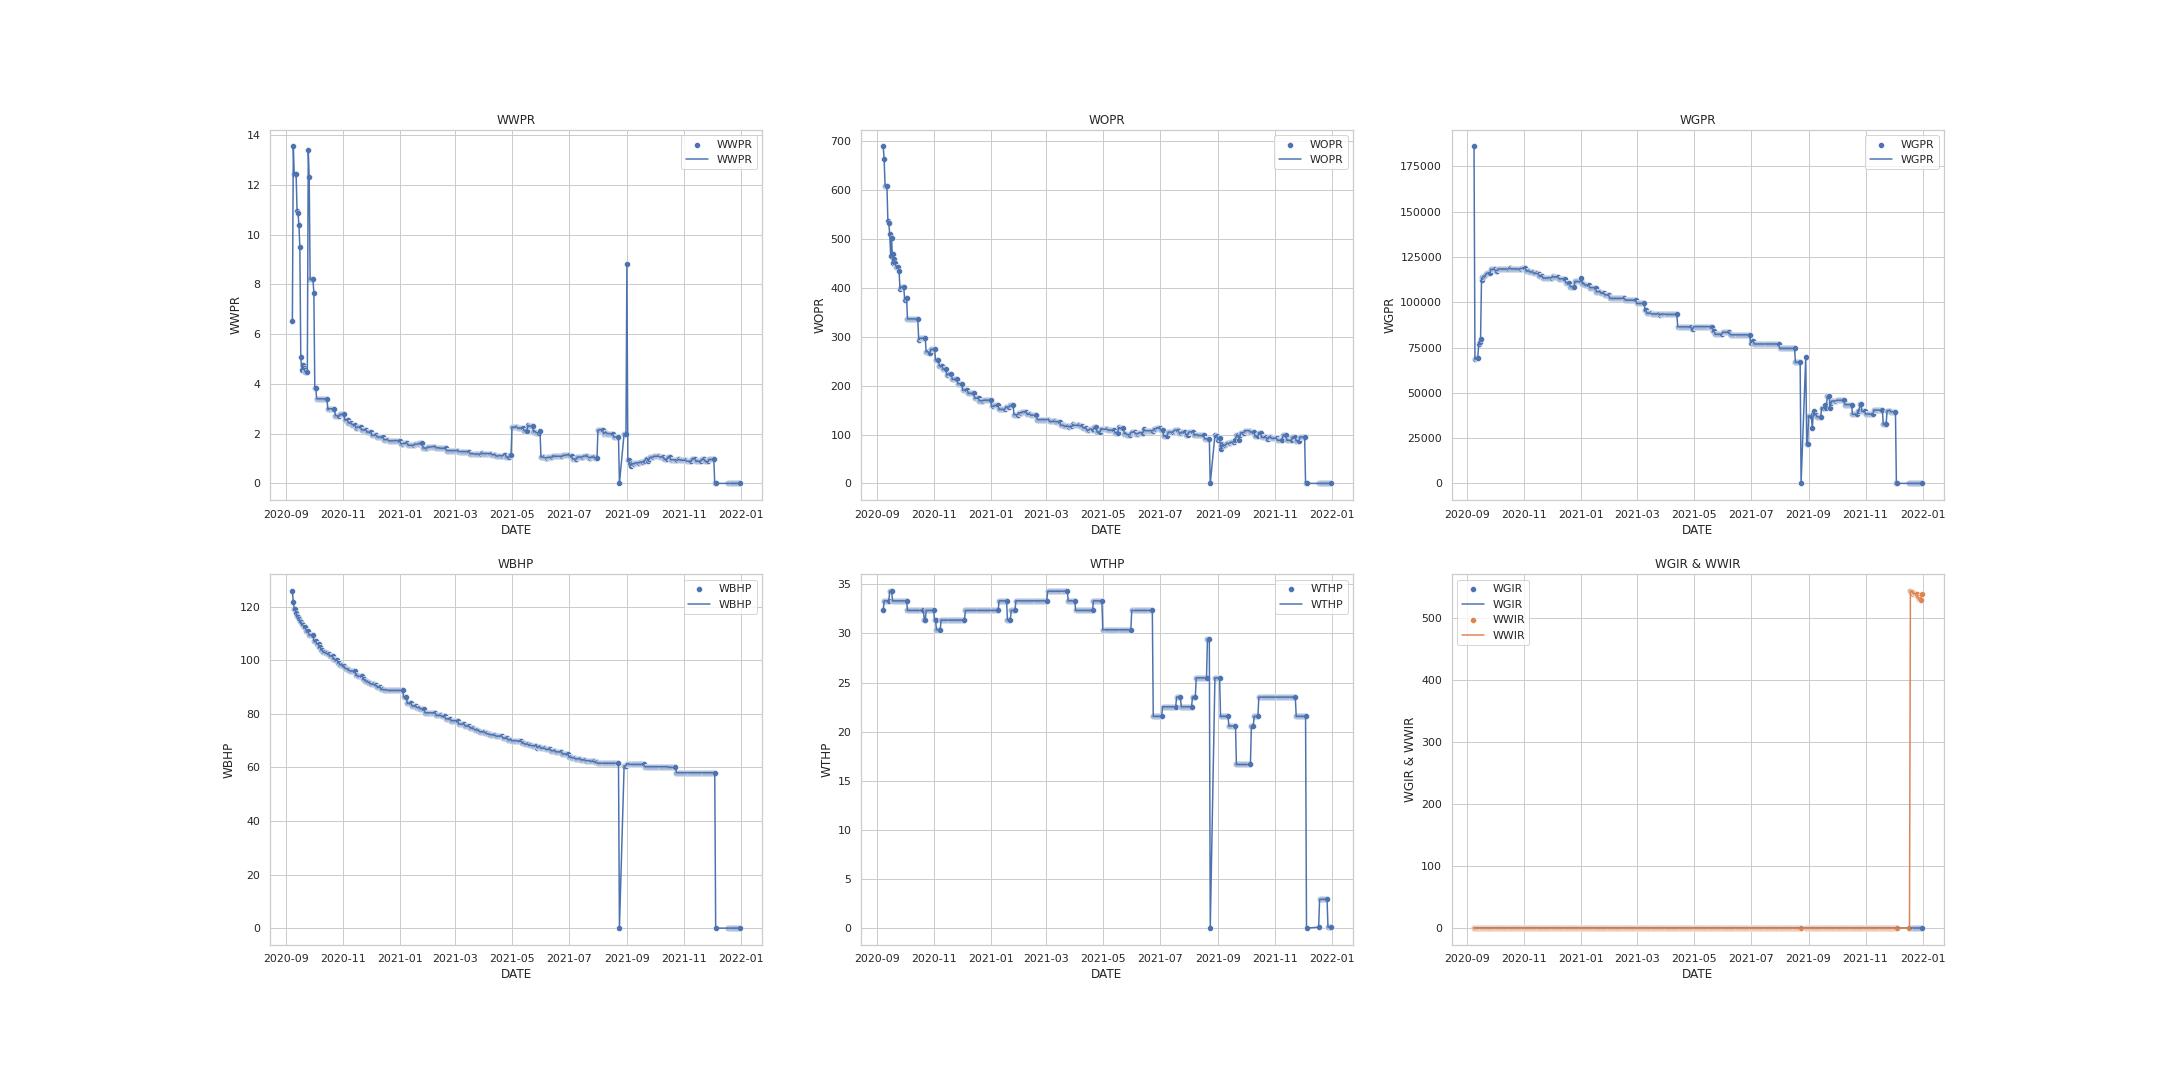 WWPR
WWPR
14
12
10
8
6
4
2
0
WWPR
WWPR
2020-09 2020-11 2021-01 2021-03 2021-05 2021-07 2021-09 2021-11 2022-01
DATE
WOPR
WOPR
700
600
500
400
300
200
100
0
WOPR
WOPR
2020-09 2020-11 2021-01 2021-03 2021-05 2021-07 2021-09 2021-11 2022-01
DATE
WGPR
WGPR
175000
150000
125000
100000
75000
50000
25000
0
WGPR
WGPR
2020-09 2020-11 2021-01 2021-03 2021-05 2021-07 2021-09 2021-11 2022-01
DATE
WBHP
WBHP
120
100
80
60
40
20
0
WBHP
WBHP
2020-09 2020-11 2021-01 2021-03 2021-05 2021-07 2021-09 2021-11 2022-01
DATE
WTHP
WTHP
35
30
25
20
15
10
5
0
WTHP
WTHP
2020-09 2020-11 2021-01 2021-03 2021-05 2021-07 2021-09 2021-11 2022-01
DATE
WGIR & WWIR
WGIR & WWIR
500
400
300
200
100
0
WGIR
WGIR
WWIR
WWIR
2020-09 2020-11 2021-01 2021-03 2021-05 2021-07 2021-09 2021-11 2022-01
DATE